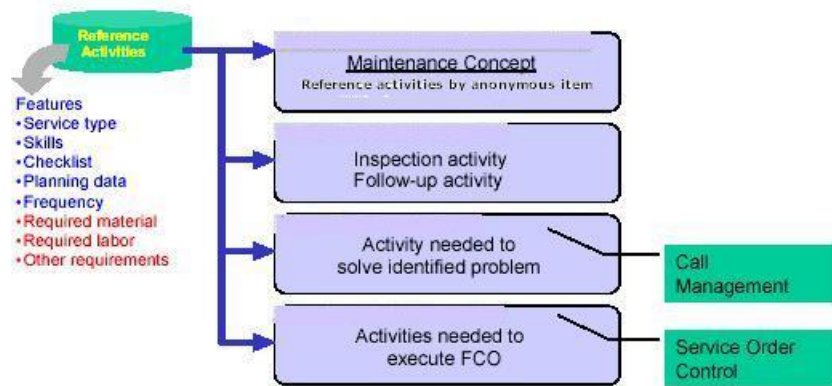 Reference
Activities
Features
•Service type
•Skills
•Checklist
•Planning data
•Frequency
•Required material
•Required labor
•Other requirements
Maintenance Concept
Reference activities by anonymous item
Inspection activity
Follow-up activity
Activity needed to
solve identified problem
Call
Management
Activities needed to
execute FCO
Service Order
Control